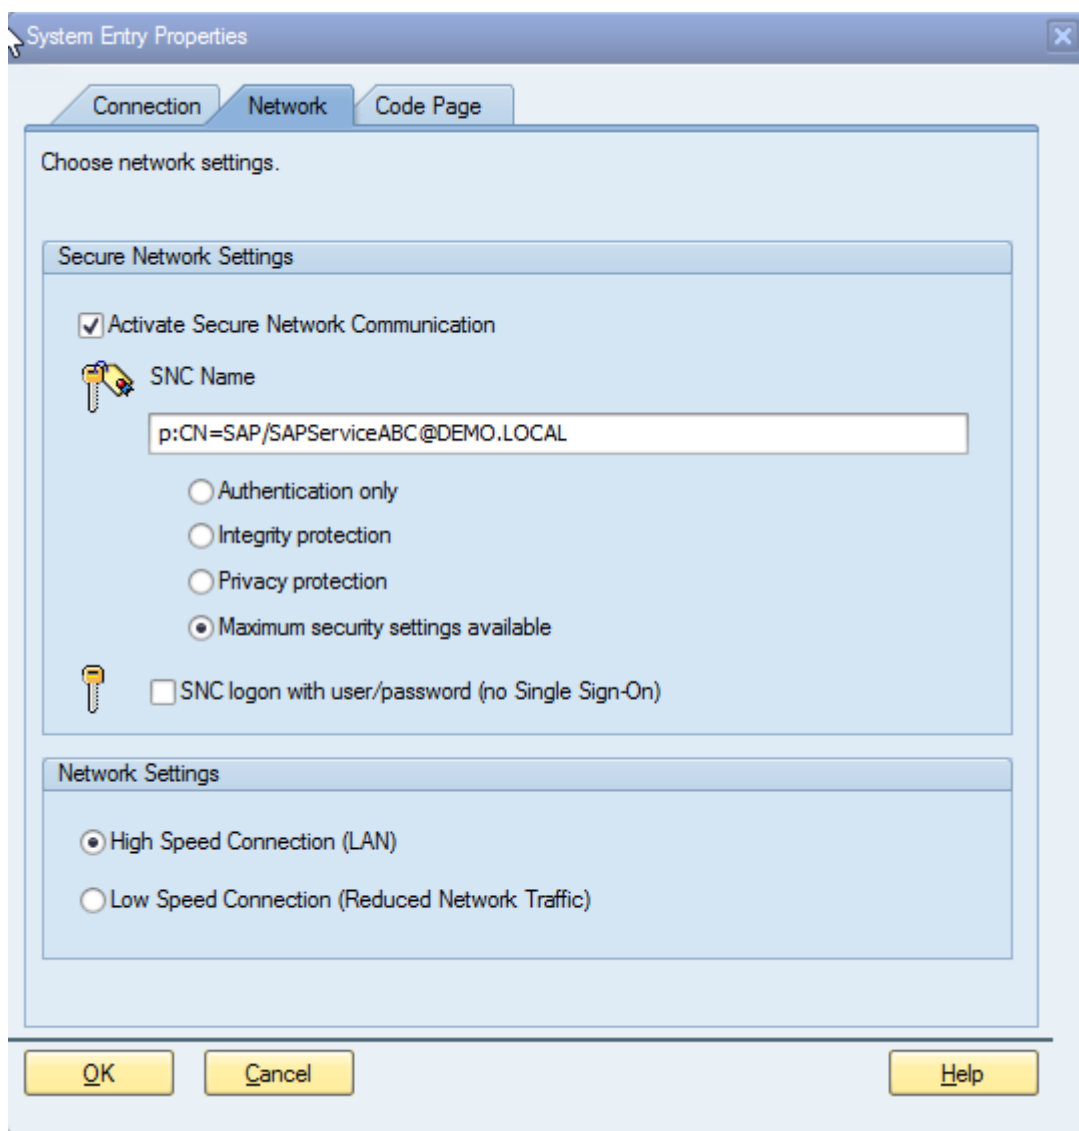 System Entry Properties
Connection Network Code Page
Choose network settings.
Secure Network Settings
Activate Secure Network Communication
SNC Name
p:CN=SAP/SAPServiceABC@DEMO.LOCAL
Authentication only
Integrity protection
Privacy protection
Maximum security settings available
SNC logon with user/password (no Single Sign-On)
Network Settings
High Speed Connection (LAN)
Low Speed Connection (Reduced Network Traffic)
OK Cancel Help